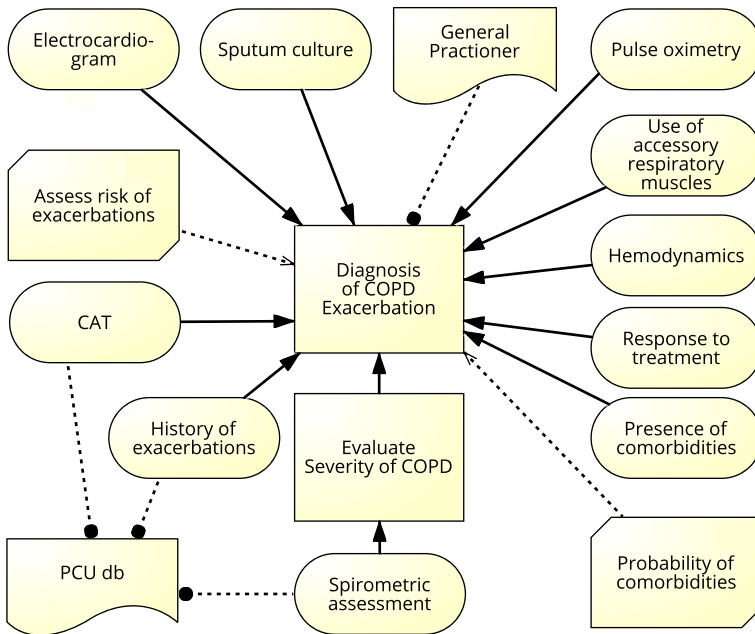 Electrocardio-
gram
Sputum culture
General
Practioner
Pulse oximetry
Use of
accessory
respiratory
muscles
Assess risk of
exacerbations
Diagnosis
of COPD
Exacerbation
Hemodynamics
CAT
Response to
treatment
History of
exacerbations
Evaluate
Severity of COPD
Presence of
comorbidities
PCU db
Spirometric
assessment
Probability of
comorbidities